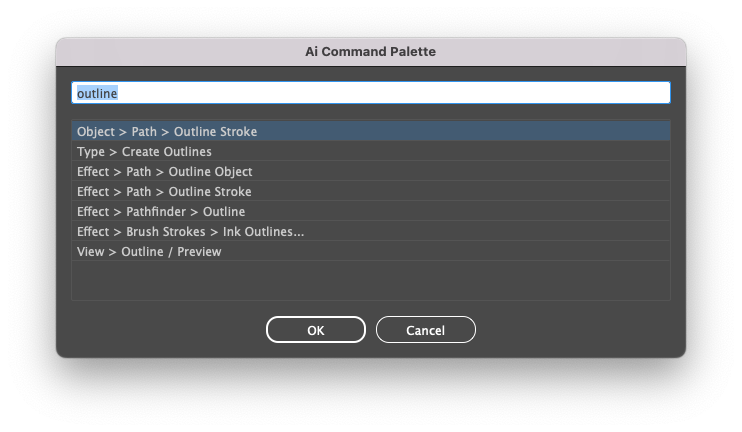 Ai Command Palette
outline
Object > Path > Outline Stroke
Type > Create Outlines
Effect > Path > Outline Object
Effect > Path > Outline Stroke
Effect > Pathfinder > Outline
Effect > Brush Strokes > Ink Outlines...
View > Outline / Preview
OK
Cancel